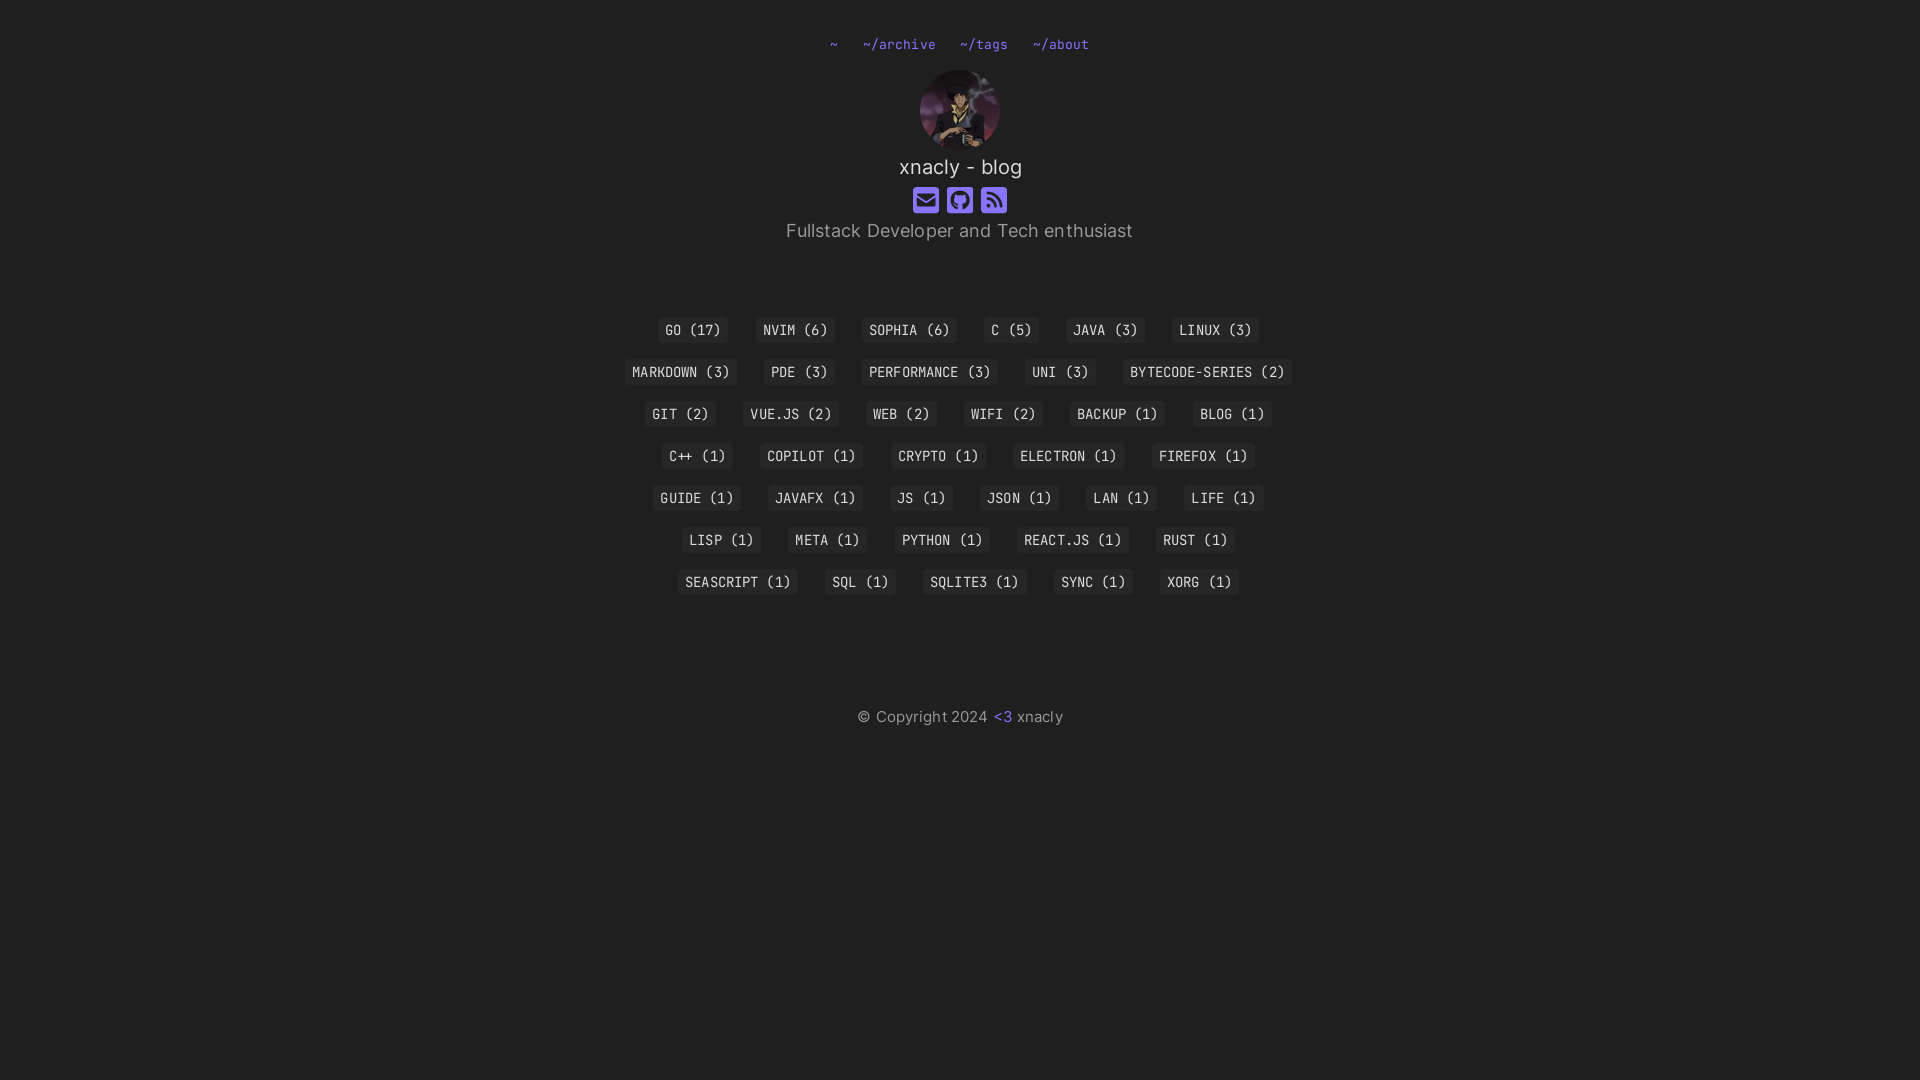 ~ ~/archive ~/tags ~/about
xnacly - blog
Fullstack Developer and Tech enthusiast
GO (17) NVIM (6) SOPHIA (6) C (5) JAVA (3) LINUX (3)
MARKDOWN (3) PDE (3) PERFORMANCE (3) UNI (3) BYTECODE-SERIES (2)
GIT (2) VUE.JS (2) WEB (2) WIFI (2) BACKUP (1) BLOG (1)
C++ (1) COPILOT (1) CRYPTO (1) ELECTRON (1) FIREFOX (1)
GUIDE (1) JAVAFX (1) JS (1) JSON (1) LAN (1) LIFE (1)
LISP (1) META (1) PYTHON (1) REACT.JS (1) RUST (1)
SEASCRIPT (1) SQL (1) SQLITE3 (1) SYNC (1) XORG (1)
© Copyright 2024 <3 xnacly